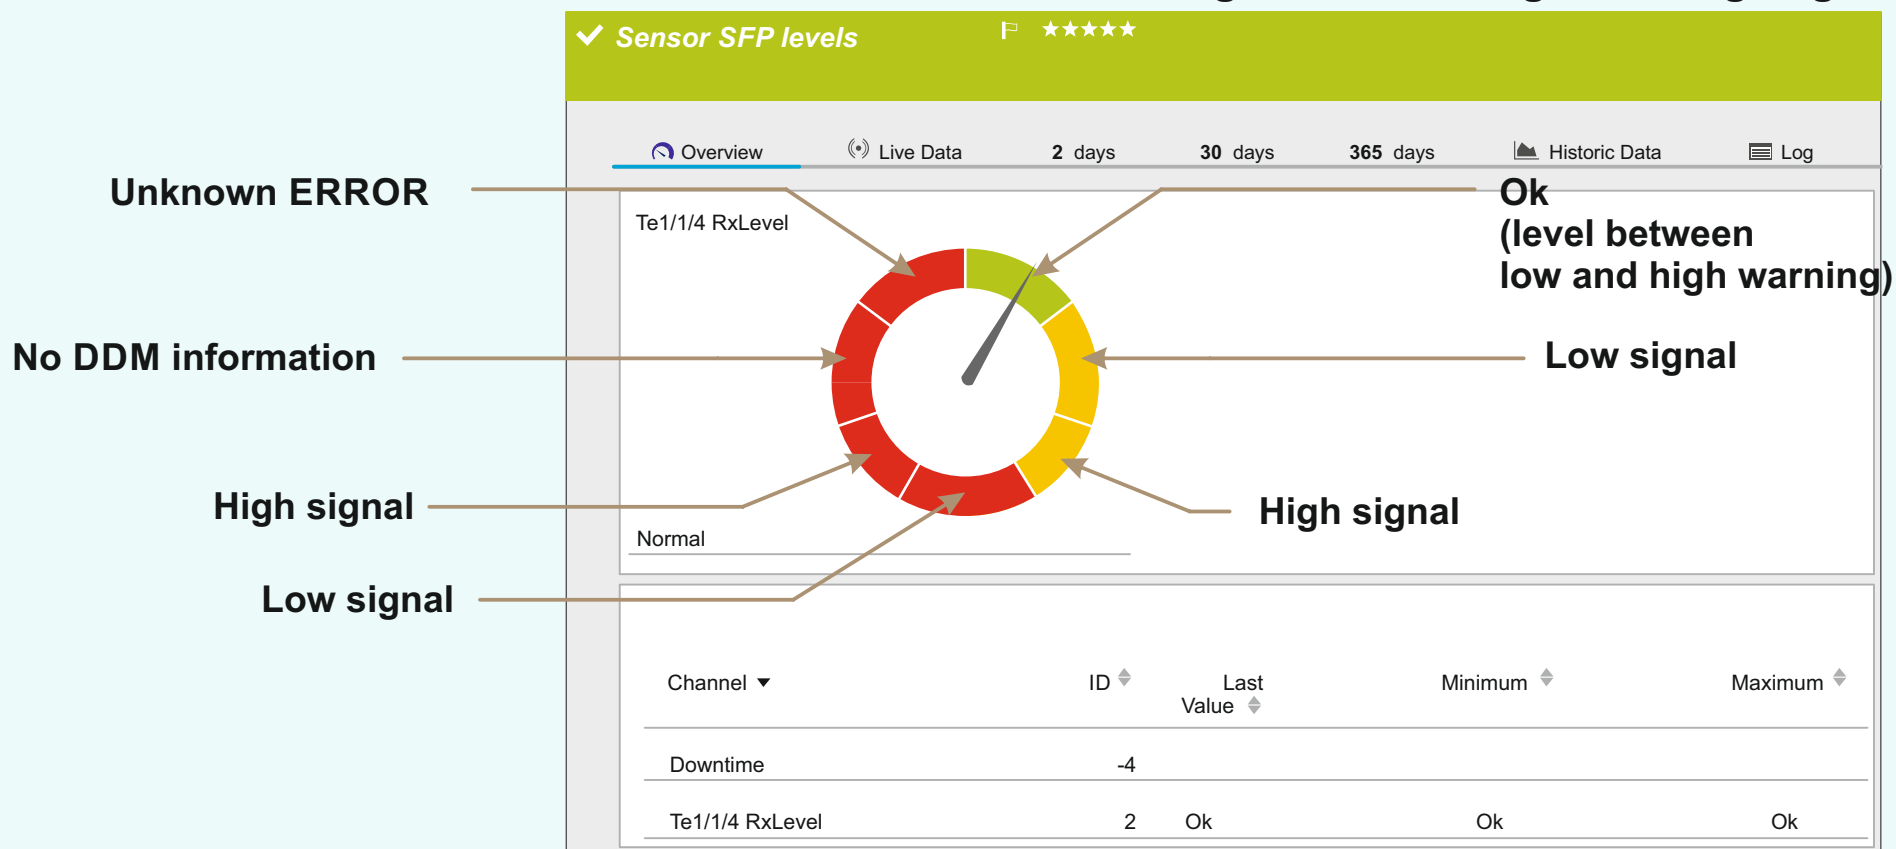 Sensor SFP levels
Overview
Live Data
2 days
30 days
365 days
Historic Data
Log
Unknown ERROR
Ok
(level between
low and high warning)
Te1/1/4 RxLevel
No DDM information
Low signal
High signal
High signal
Normal
Low signal
Channel
ID
Last
Value
Minimum
Maximum
Downtime
-4
Te1/1/4 RxLevel
2
Ok
Ok
Ok